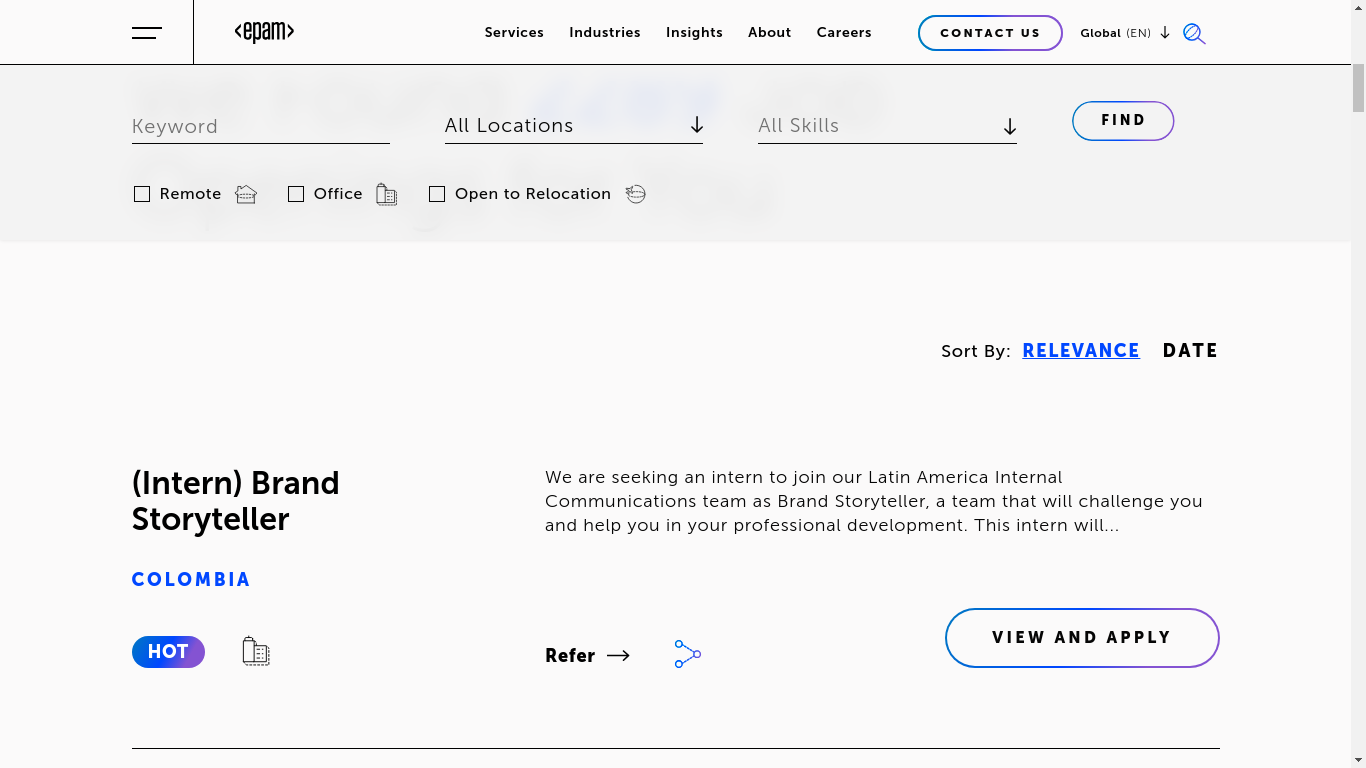 <epam>
Services Industries Insights About Careers CONTACT US Global (EN)
Keyword All Locations All Skills FIND
Remote Office Open to Relocation
Sort By: RELEVANCE DATE
(Intern) Brand
Storyteller
We are seeking an intern to join our Latin America Internal
Communications team as Brand Storyteller, a team that will challenge you
and help you in your professional development. This intern will...
COLOMBIA
HOT
Refer
VIEW AND APPLY